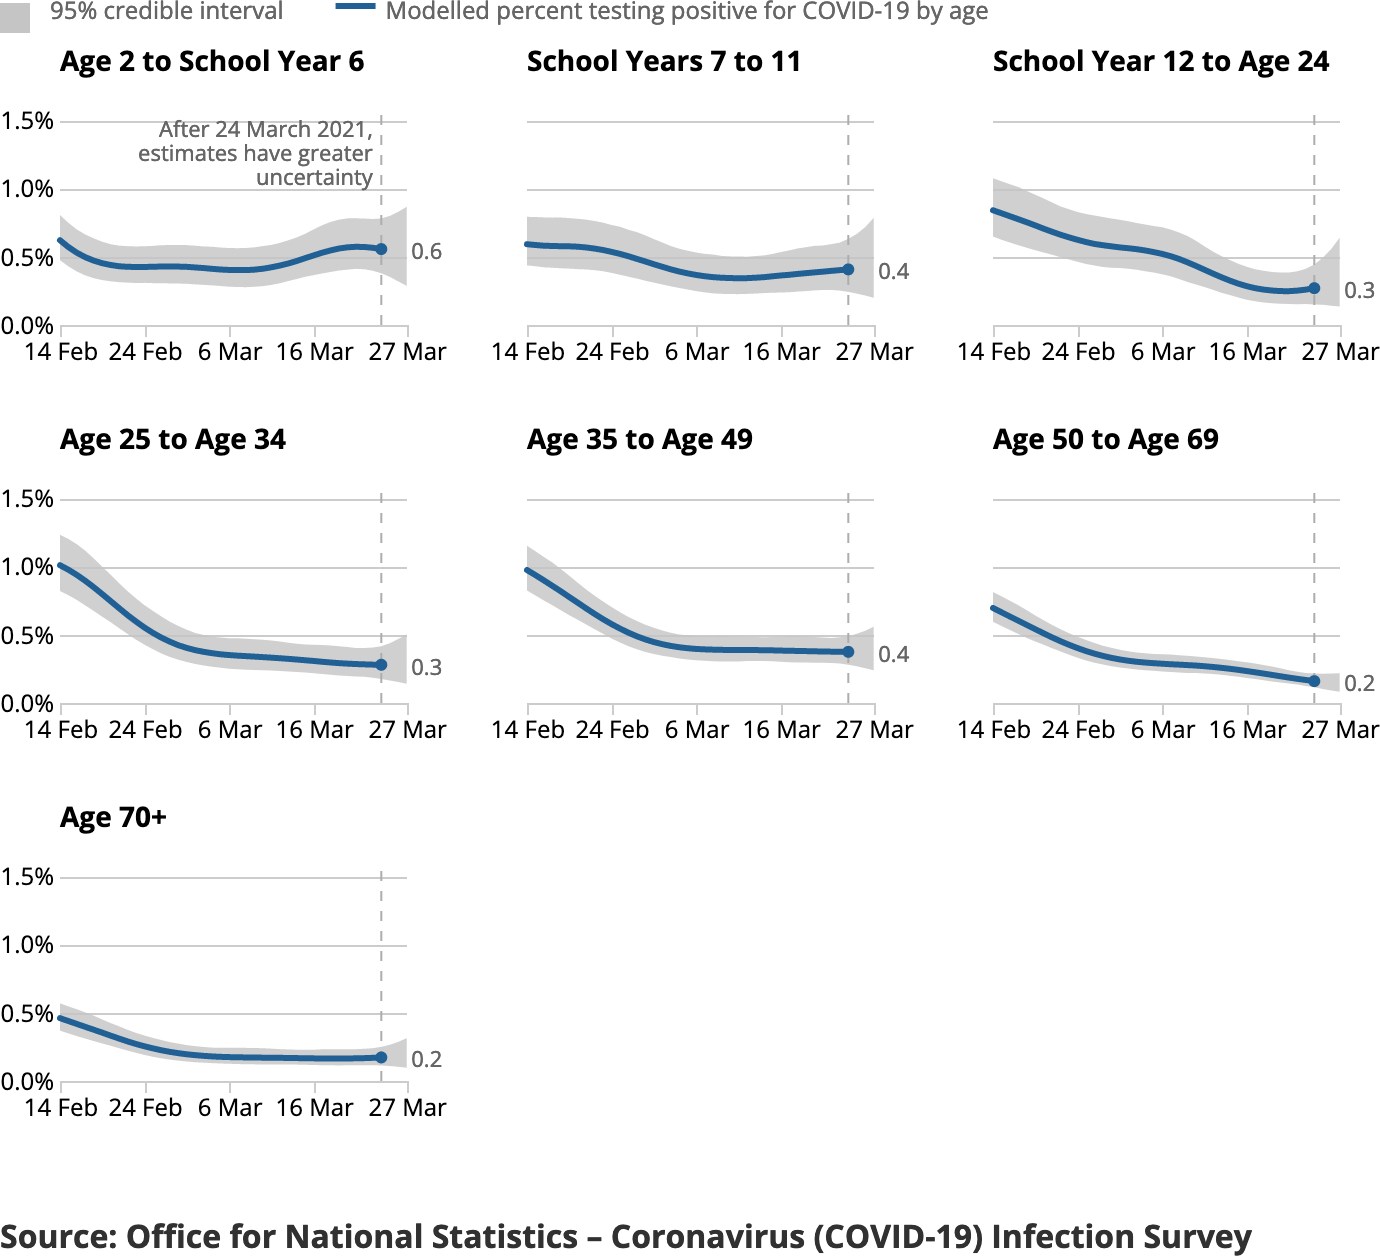 95% credible interval
Modelled percent testing positive for COVID-19 by age
Age 2 to School Year 6
School Years 7 to 11
School Year 12 to Age 24
1.5%
1.0%
0.5%
0.0%
After 24 March 2021,
estimates have greater
uncertainty
0.6
0.4
0.3
14 Feb 24 Feb 6 Mar 16 Mar 27 Mar
14 Feb 24 Feb 6 Mar 16 Mar 27 Mar
14 Feb 24 Feb 6 Mar 16 Mar 27 Mar
Age 25 to Age 34
Age 35 to Age 49
Age 50 to Age 69
1.5%
1.0%
0.5%
0.0%
0.3
0.4
0.2
14 Feb 24 Feb 6 Mar 16 Mar 27 Mar
14 Feb 24 Feb 6 Mar 16 Mar 27 Mar
14 Feb 24 Feb 6 Mar 16 Mar 27 Mar
Age 70+
1.5%
1.0%
0.5%
0.0%
0.2
14 Feb 24 Feb 6 Mar 16 Mar 27 Mar
Source: Office for National Statistics – Coronavirus (COVID-19) Infection Survey